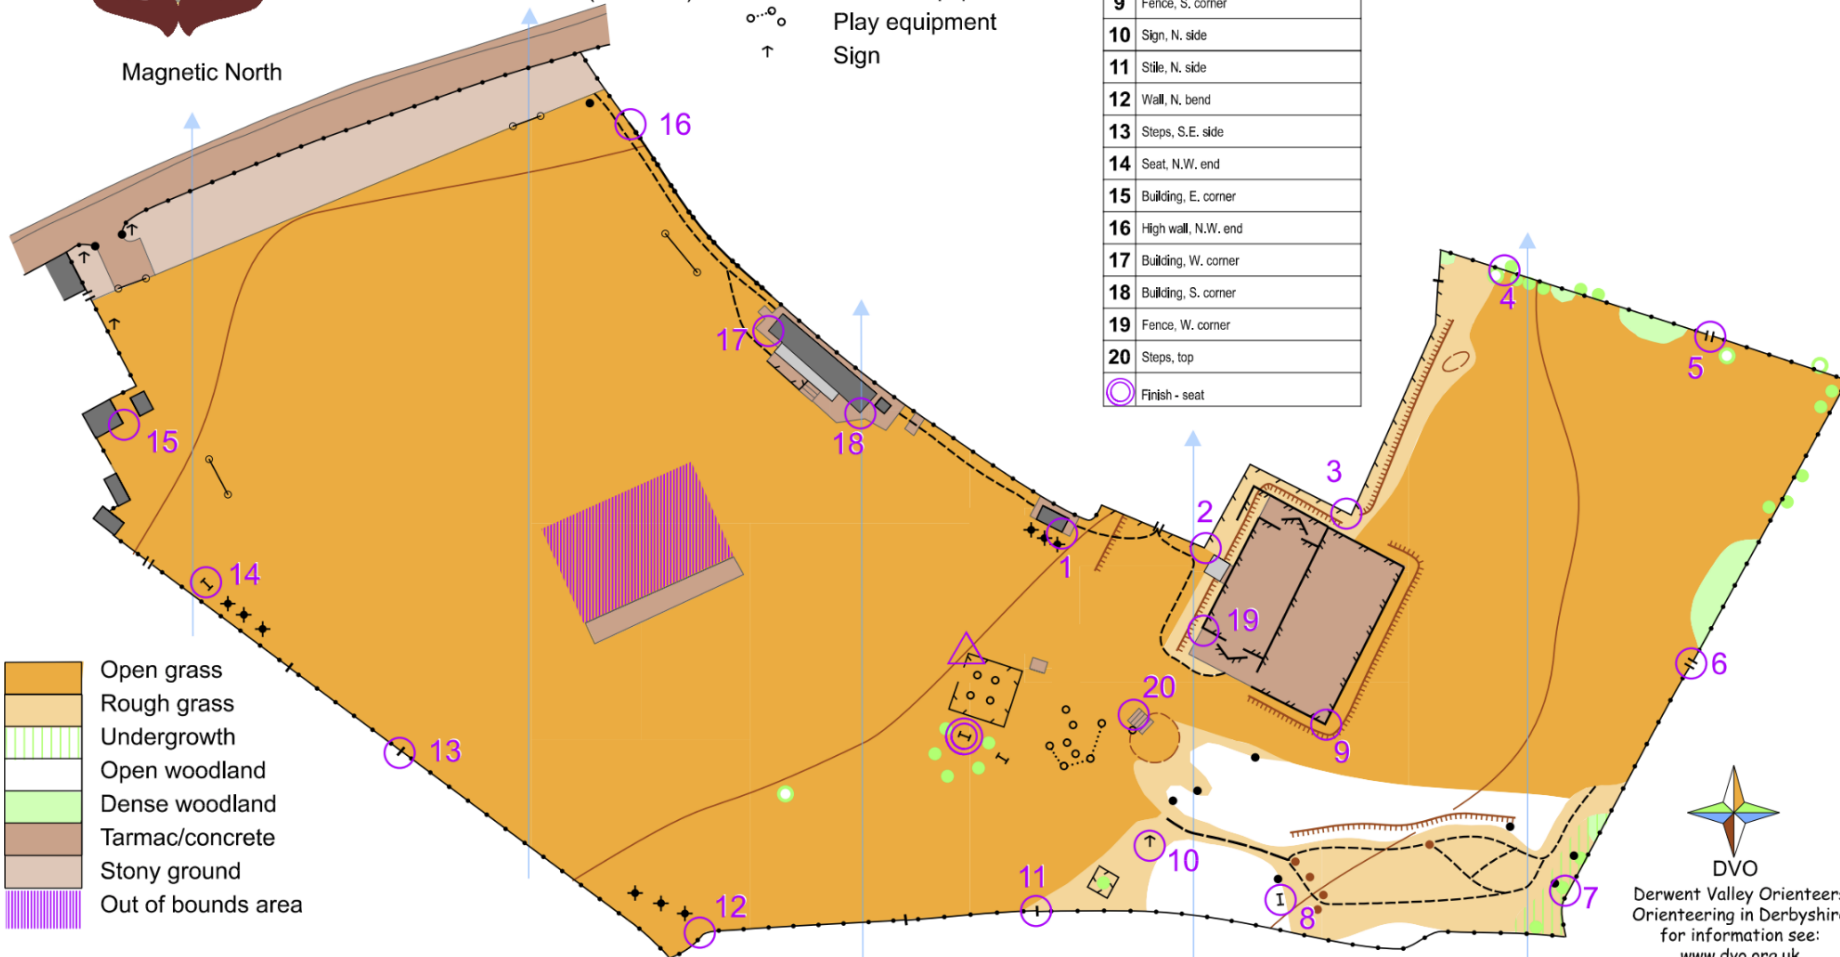 Magnetic North
Play equipment
Sign
9 Fence, S. corner
10 Sign, N. side
11 Stile, N. side
12 Wall, N. bend
13 Steps, S.E. side
14 Seat, N.W. end
15 Building, E. corner
16 High wall, N.W. end
17 Building, W. corner
18 Building, S. corner
19 Fence, W. corner
20 Steps, top
Finish - seat
16
4
5
17
15
18
3
2
1
14
19
6
20
13
9
10
11
12
8
7
Open grass
Rough grass
Undergrowth
Open woodland
Dense woodland
Tarmac/concrete
Stony ground
Out of bounds area
DVO
Derwent Valley Orienteers
Orienteering in Derbyshire
for information see:
www.dvo.org.uk